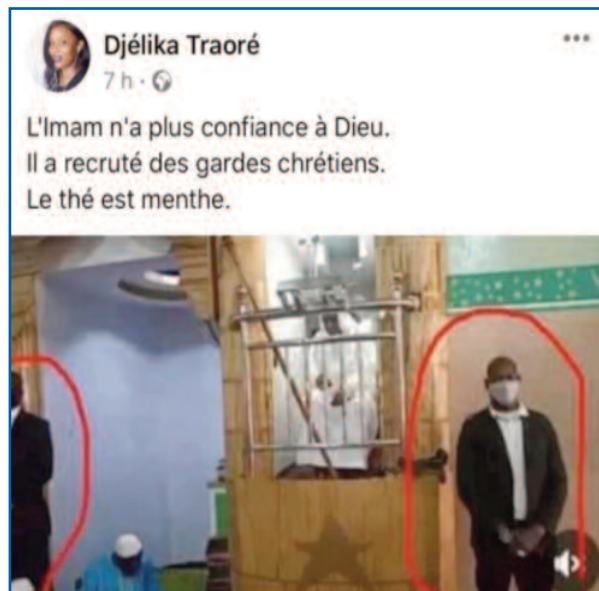 Djélika Traoré
7 h ·
L'Imam n'a plus confiance à Dieu.
Il a recruté des gardes chrétiens.
Le thé est menthe.